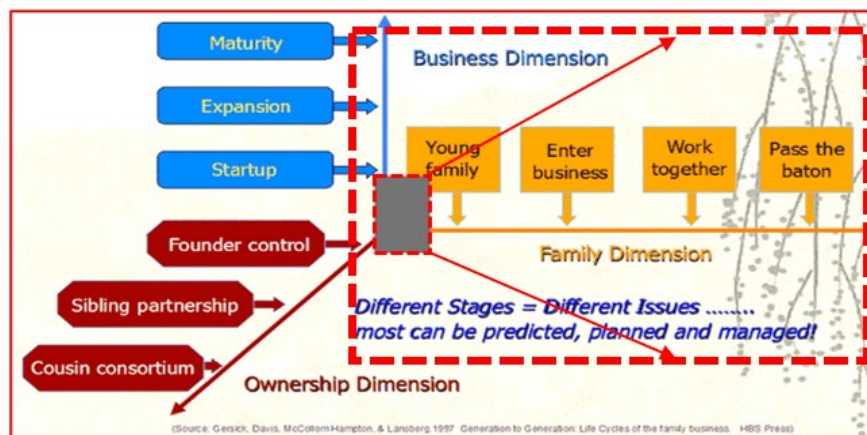 Maturity
Business Dimension
Expansion
Startup
Young
family
Enter
business
Work
together
Pass the
baton
Founder control
Family Dimension
Sibling partnership
Different Stages = Different Issues ........
most can be predicted, planned and managed!
Cousin consortium
Ownership Dimension
(Source: Gersick, Davis, McCollom Hampton, & Lansberg.1997 Generation to Generation: Life Cycles of the family business. HBS Press)